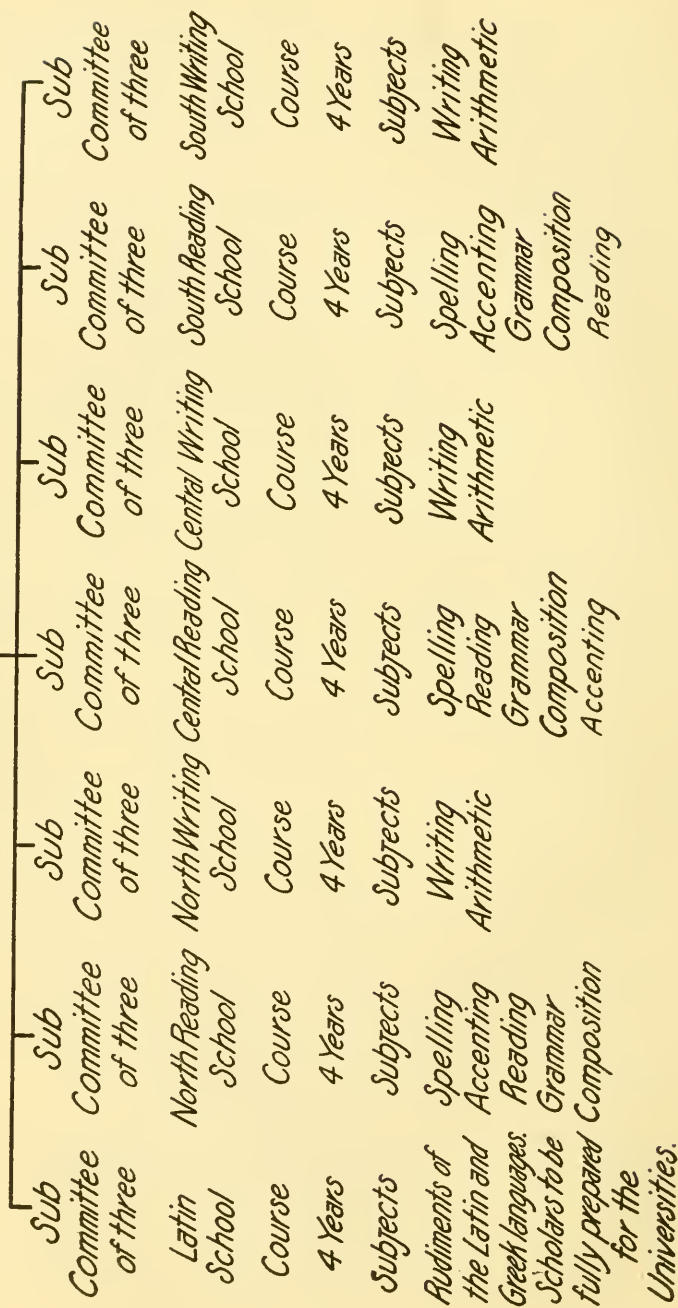 Sub
Committee
of three
Latin
School
Course
4 Years
Subjects
Rudiments of
the Latin and
Greek languages.
Scholars to be
fully prepared
for the
Universities.
Sub
Committee
of three
North Reading
School
Course
4 Years
Subjects
Spelling
Accenting
Reading
Grammar
Composition
Sub
Committee
of three
North Writing
School
Course
4 Years
Subjects
Writing
Arithmetic
Sub
Committee
of three
Central Reading
School
Course
4 Years
Subjects
Spelling
Reading
Grammar
Composition
Accenting
Sub
Committee
of three
Central Writing
School
Course
4 Years
Subjects
Writing
Arithmetic
Sub
Committee
of three
South Reading
School
Course
4 Years
Subjects
Spelling
Accenting
Grammar
Composition
Reading
Sub
Committee
of three
South Writing
School
Course
4 Years
Subjects
Writing
Arithmetic